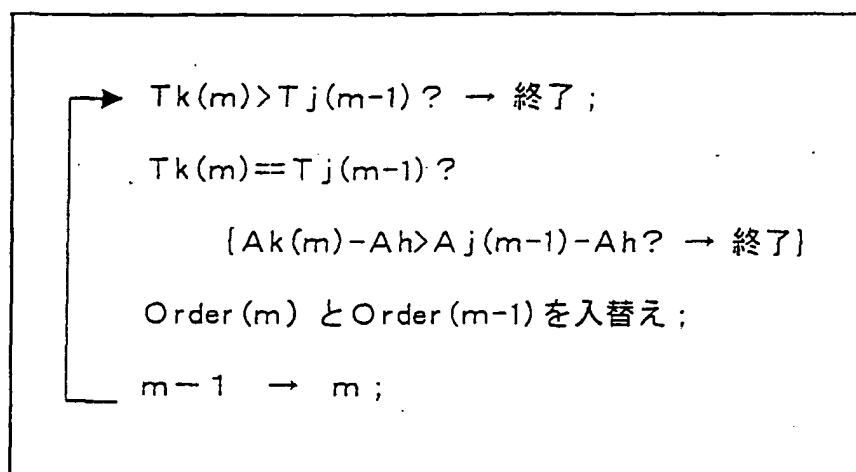 Tk(m)>Tj(m-1)? → 終了;
Tk(m)==Tj(m-1)?
{Ak(m)-Ah>Aj(m-1)-Ah? → 終了}
Order(m) とOrder(m-1)を入替え;
m-1 → m;